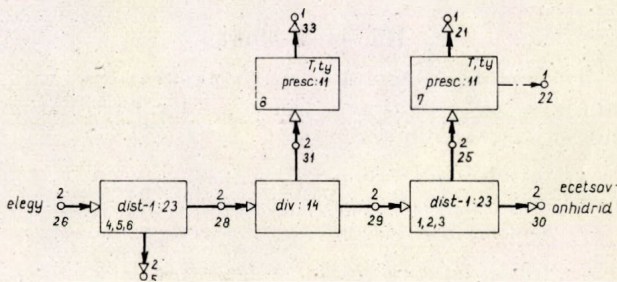 1
33
1
21
T, ty
presc:11
8
T, ty
presc:11
7
1
22
2
31
2
25
elegy
2
26
dist-1:23
4,5,6
2
28
div: 14
2
29
dist-1:23
1,2,3
2
30
ecetsav-
anhidrid
2
5